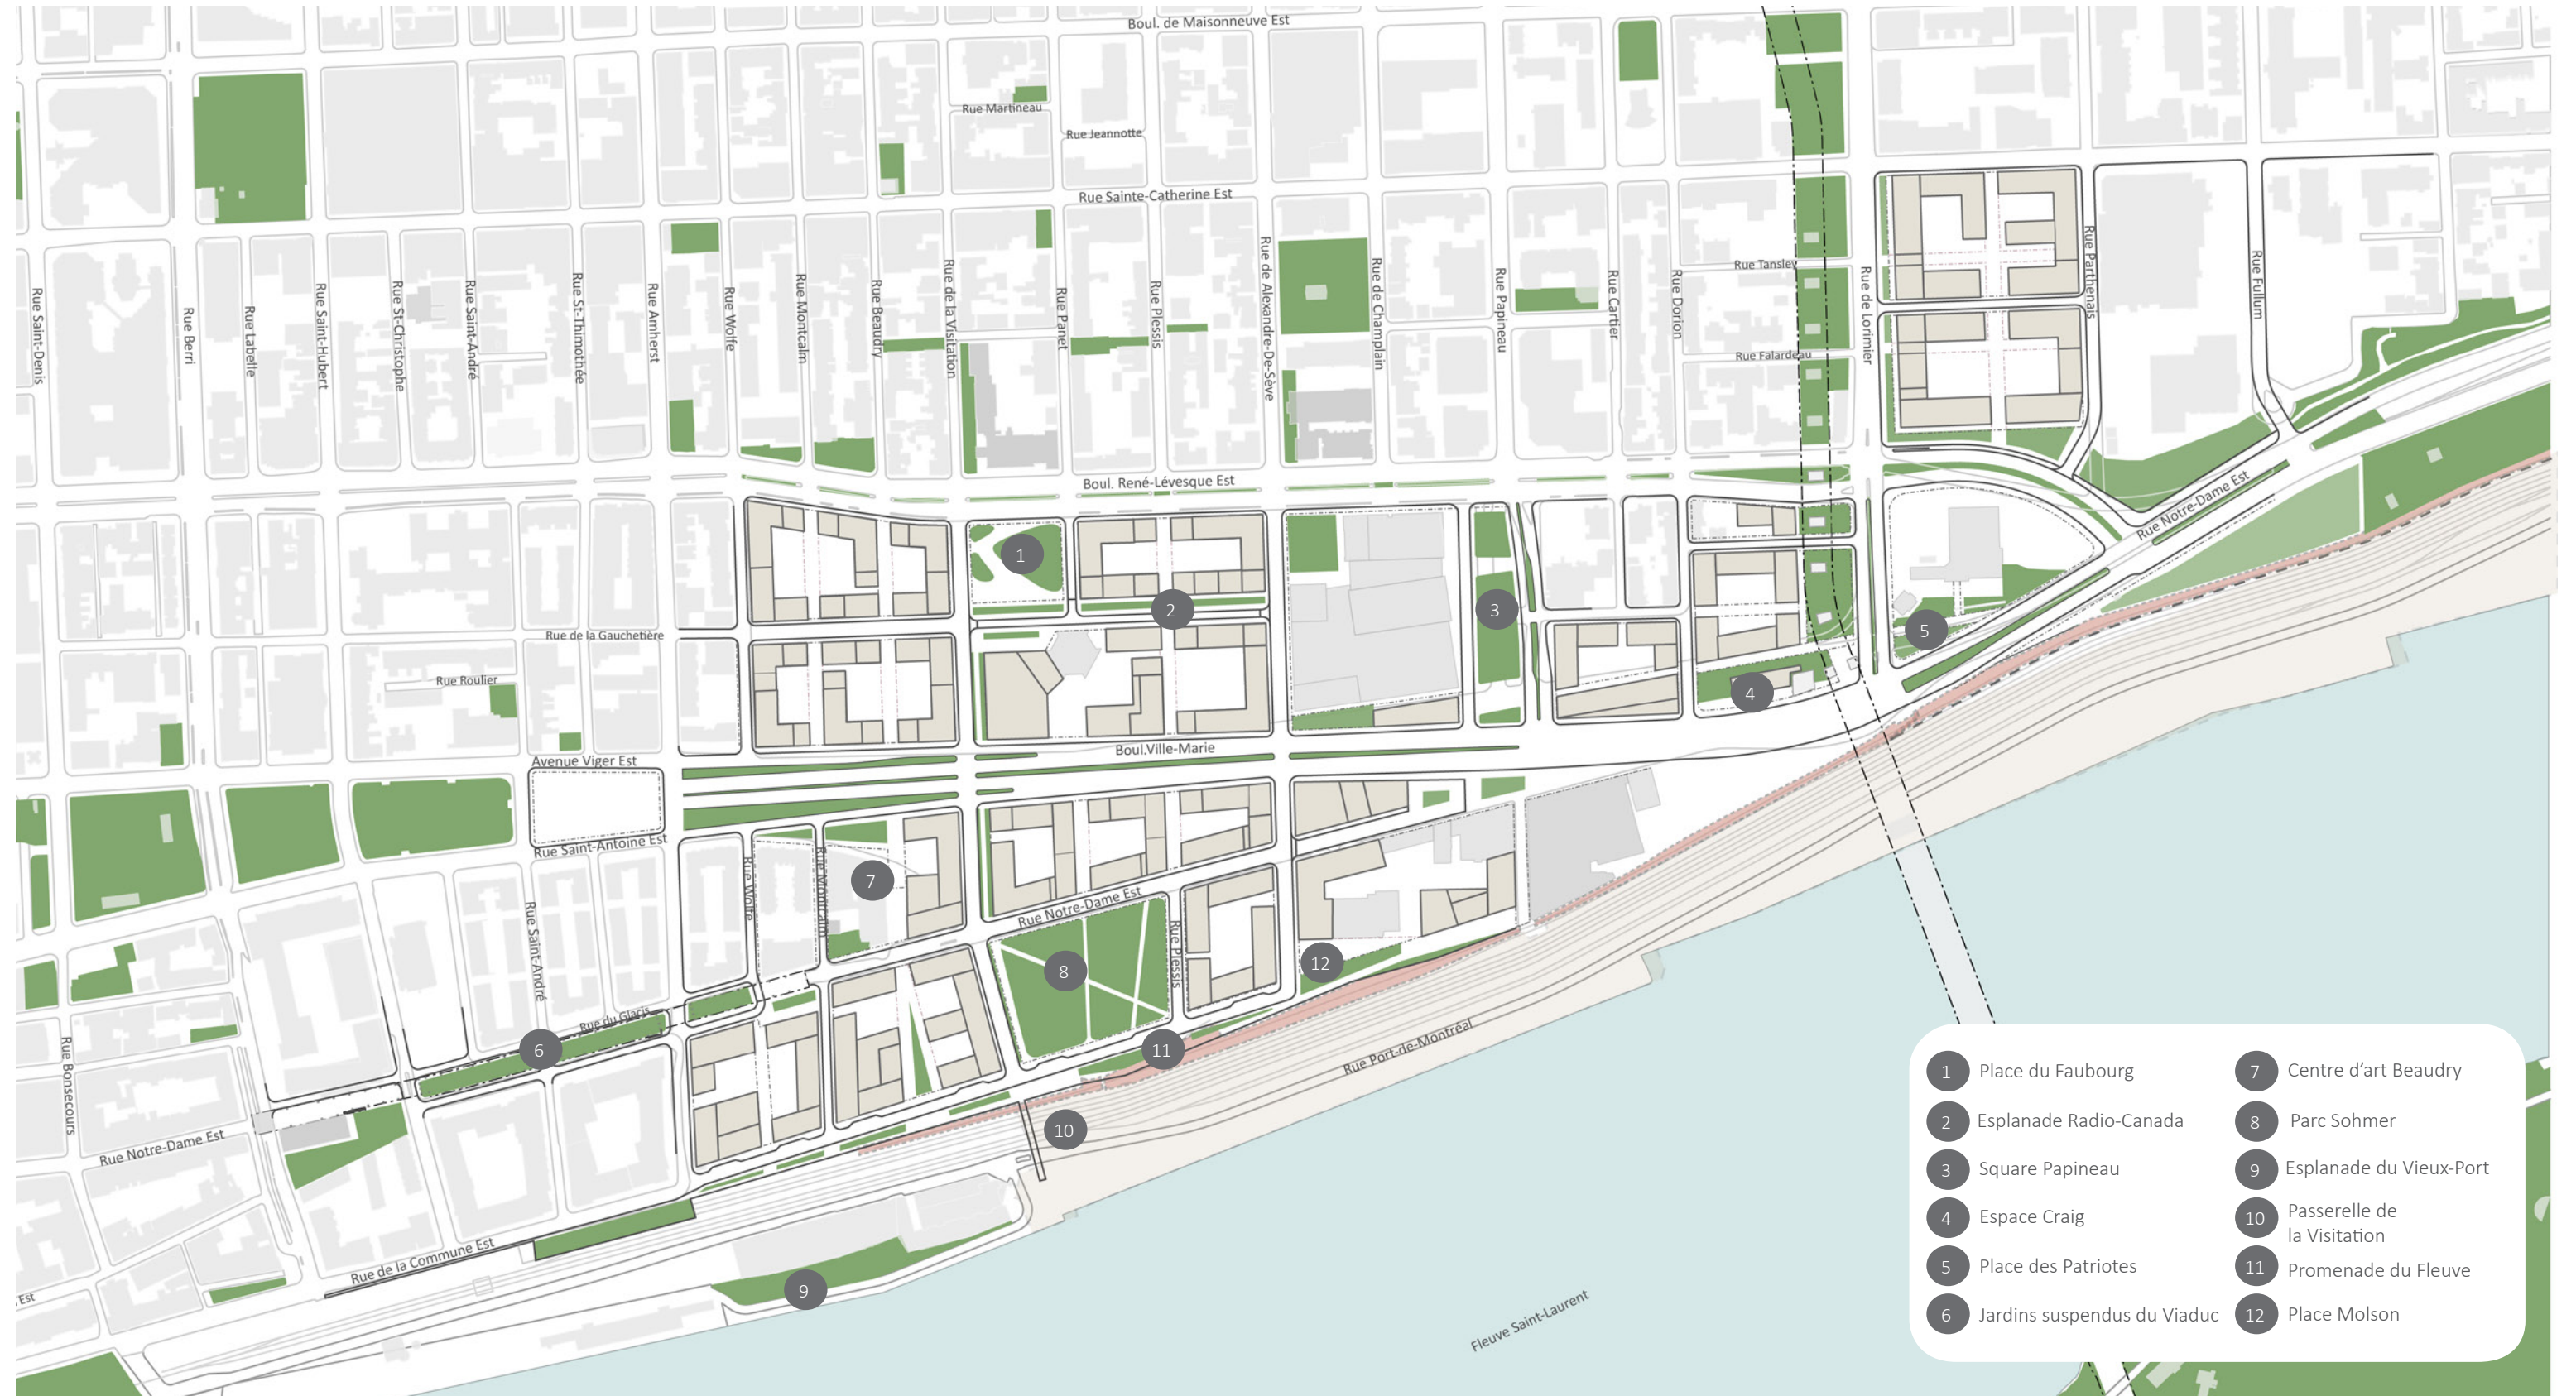 Boul. de Maisonneuve Est
Rue Martineau
Rue Jeannotte
Rue Sainte-Catherine Est
Rue Saint-Denis
Rue Berri
Rue Labelle
Rue Saint-Hubert
Rue St-Christophe
Rue Saint-André
Rue St-Thimothée
Rue Amherst
Rue Wolfe
Rue Montcalm
Rue Beaudry
Rue de la Visitation
Rue Panet
Rue Plessis
Rue de Alexandre-De-Sève
Rue de Champlain
Rue Papineau
Rue Cartier
Rue Dorion
Rue Tansley
Rue Falardeau
Rue de Lorimier
Rue Parthenais
Rue Fullum
Boul. René-Lévesque Est
Rue Notre-Dame Est
1
2
3
4
5
Rue de la Gauchetière
Rue Roulier
Boul.Ville-Marie
Avenue Viger Est
Rue Saint-Antoine Est
Rue Wolfe
Rue Montcalm
7
Rue Notre-Dame Est
Rue Plessis
8
12
Rue Saint-André
Rue du Glacis
6
11
10
Rue Port-de-Montréal
Rue Bonsecours
Rue Notre-Dame Est
Rue de la Commune Est
Est
9
Fleuve Saint-Laurent
1 Place du Faubourg
2 Esplanade Radio-Canada
3 Square Papineau
4 Espace Craig
5 Place des Patriotes
6 Jardins suspendus du Viaduc
7 Centre d’art Beaudry
8 Parc Sohmer
9 Esplanade du Vieux-Port
10 Passerelle de
la Visitation
11 Promenade du Fleuve
12 Place Molson